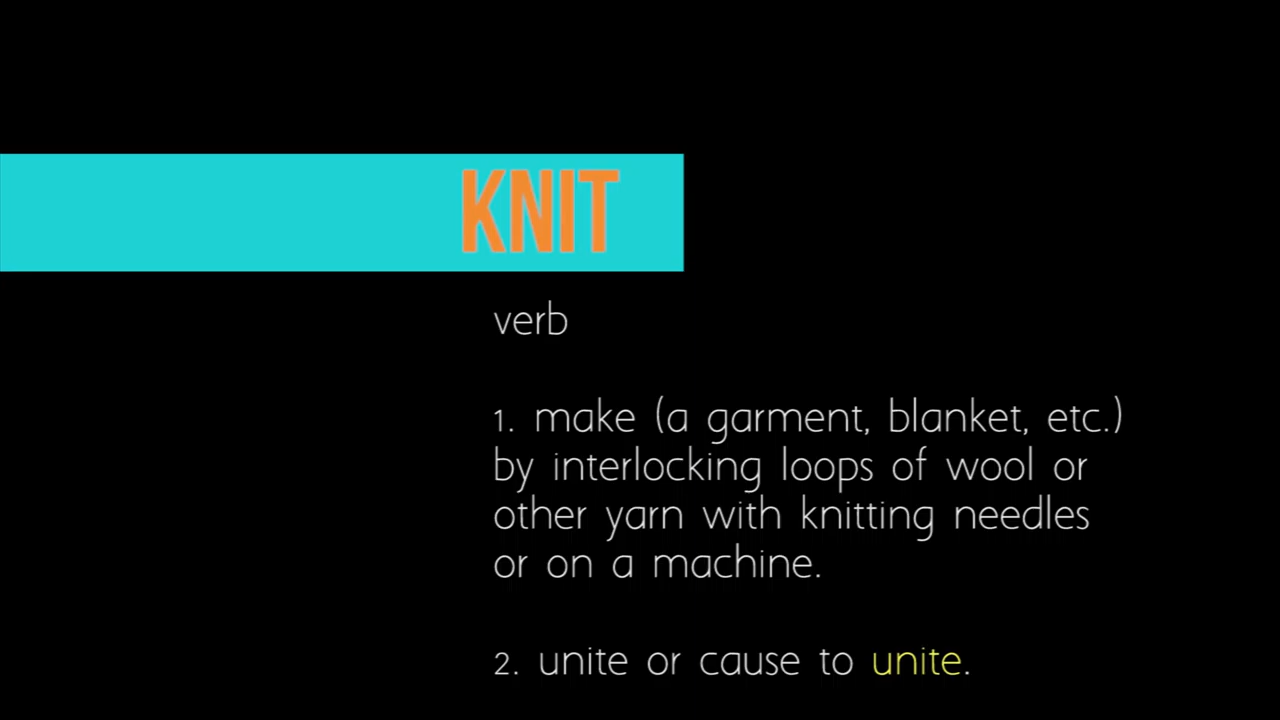 KNIT
verb
1. make (a garment, blanket, etc.)
by interlocking loops of wool or
other yarn with knitting needles
or on a machine.
2. unite or cause to unite.